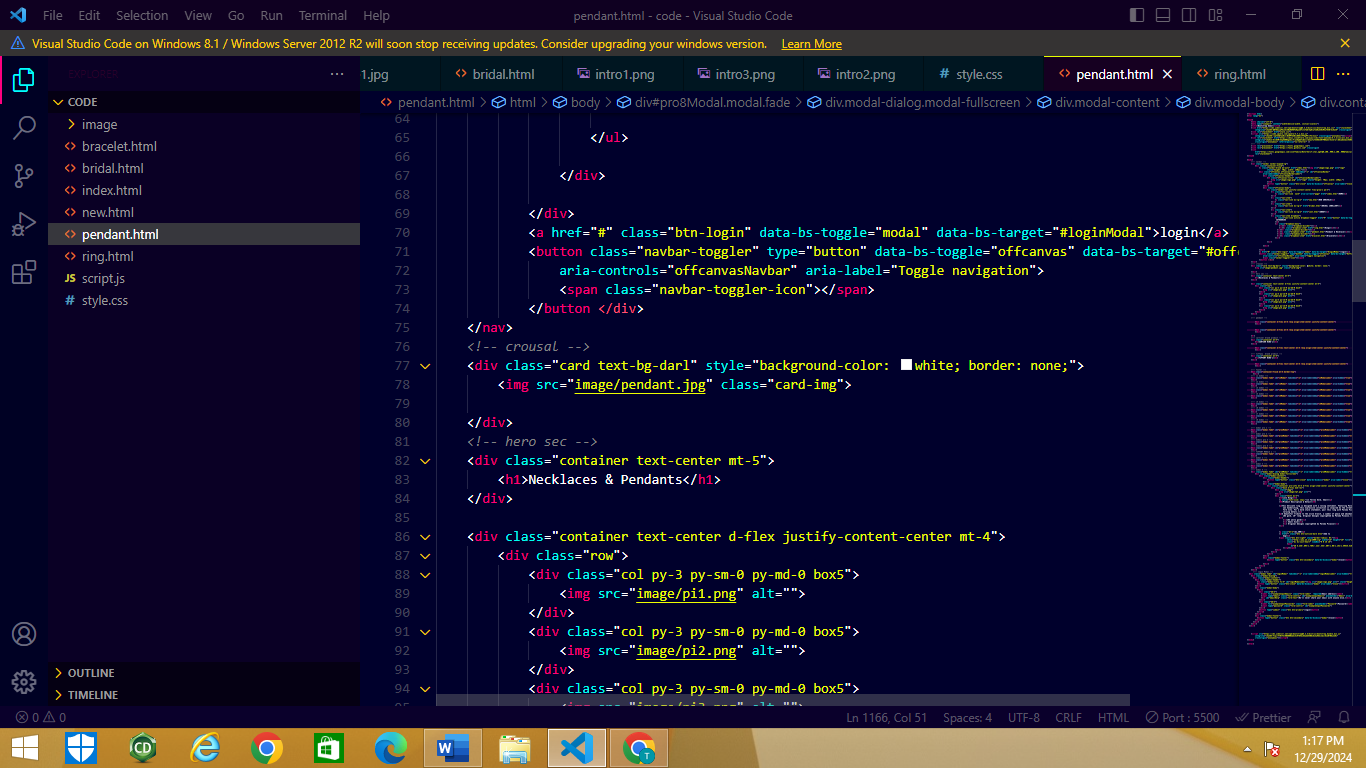 File Edit Selection View Go Run Terminal Help pendant.html - code - Visual Studio Code
Visual Studio Code on Windows 8.1 / Windows Server 2012 R2 will soon stop receiving updates. Consider upgrading your windows version. Learn More
EXPLORER
1.jpg bridal.html intro1.png intro3.png intro2.png style.css pendant.html ring.html
CODE
pendant.html > html > body > div#pro8Modal.modal.fade > div.modal-dialog.modal-fullscreen > div.modal-content > div.modal-body > div.conta
image
bracelet.html
bridal.html
index.html
new.html
pendant.html
ring.html
JS script.js
# style.css
64
65 </ul>
66
67 </div>
68
69 </div>
70 <a href="#" class="btn-login" data-bs-toggle="modal" data-bs-target="#loginModal">login</a>
71 <button class="navbar-toggler" type="button" data-bs-toggle="offcanvas" data-bs-target="#off
72 aria-controls="offcanvasNavbar" aria-label="Toggle navigation">
73 <span class="navbar-toggler-icon"></span>
74 </button </div>
75 </nav>
76 <!-- crousal -->
77 <div class="card text-bg-darl" style="background-color: white; border: none;">
78 <img src="image/pendant.jpg" class="card-img">
79
80 </div>
81 <!-- hero sec -->
82 <div class="container text-center mt-5">
83 <h1>Necklaces & Pendants</h1>
84 </div>
85
86 <div class="container text-center d-flex justify-content-center mt-4">
87 <div class="row">
88 <div class="col py-3 py-sm-0 py-md-0 box5">
89 <img src="image/pi1.png" alt="">
90 </div>
91 <div class="col py-3 py-sm-0 py-md-0 box5">
92 <img src="image/pi2.png" alt="">
93 </div>
94 <div class="col py-3 py-sm-0 py-md-0 box5">
OUTLINE
TIMELINE
0 0 Ln 1166, Col 51 Spaces: 4 UTF-8 CRLF HTML Port : 5500 Prettier
1:17 PM
12/29/2024